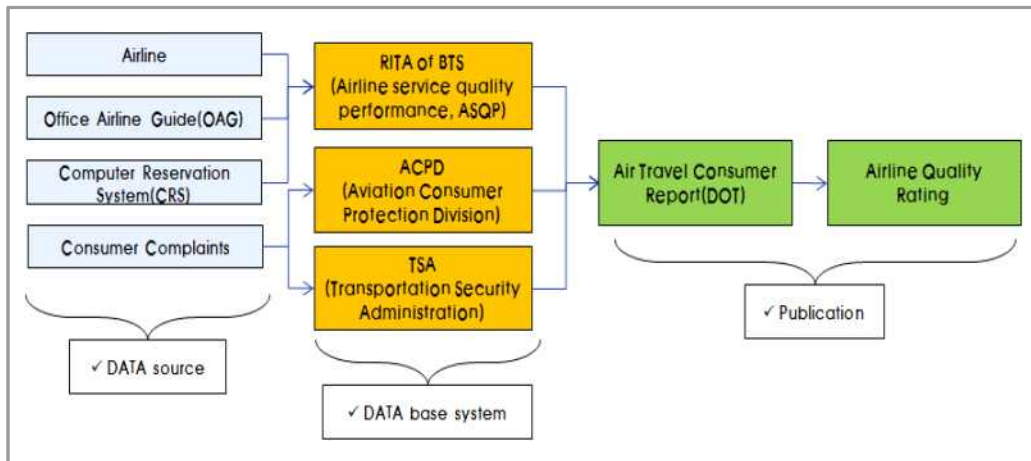 Airline
Office Airline Guide(OAG)
Computer Reservation
System(CRS)
Consumer Complaints
✓ DATA source
RITA of BTS
(Airline service quality
performance, ASQP)
ACPD
(Aviation Consumer
Protection Division)
TSA
(Transportation Security
Administration)
✓ DATA base system
Air Travel Consumer
Report(DOT)
Airline Quality
Rating
✓ Publication